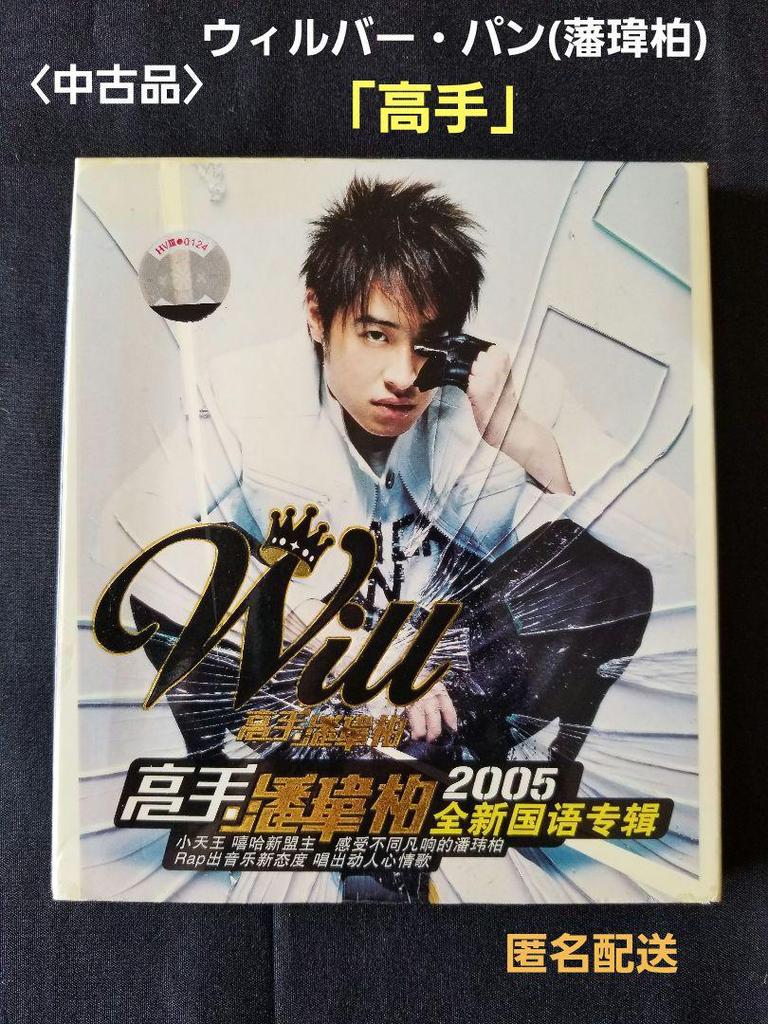 ウィルバー・パン(藩瑋柏)
〈中古品〉
「高手」
HVⅢ●0124
Will
高手.潘瑋柏
高手.潘瑋柏
2005
全新国语专辑
小天王 嘻哈新盟主 感受不同凡响的潘玮柏
Rap出音乐新态度 唱出动人心情歌
匿名配送